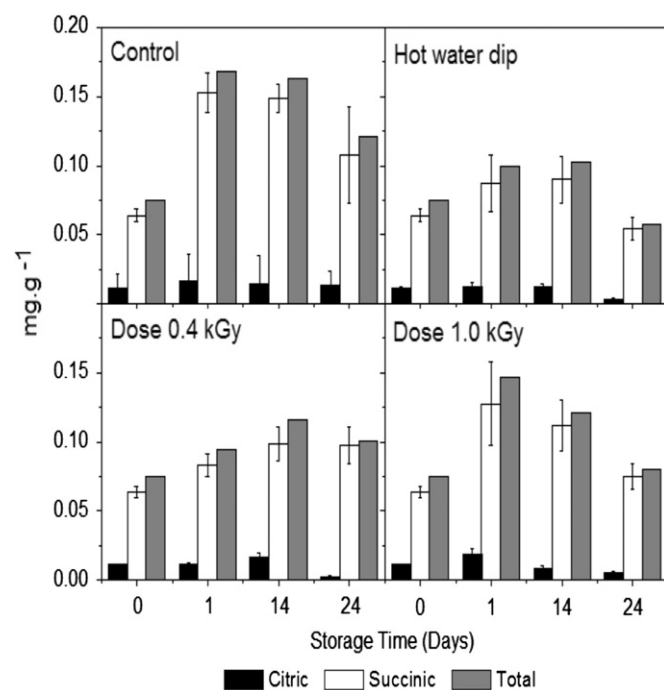 0.20
Control
Hot water dip
0.15
0.10
0.05
mg.g -1
Dose 0.4 kGy
Dose 1.0 kGy
0.15
0.10
0.05
0.00
0 1 14 24 0 1 14 24
Storage Time (Days)
Citric Succinic Total